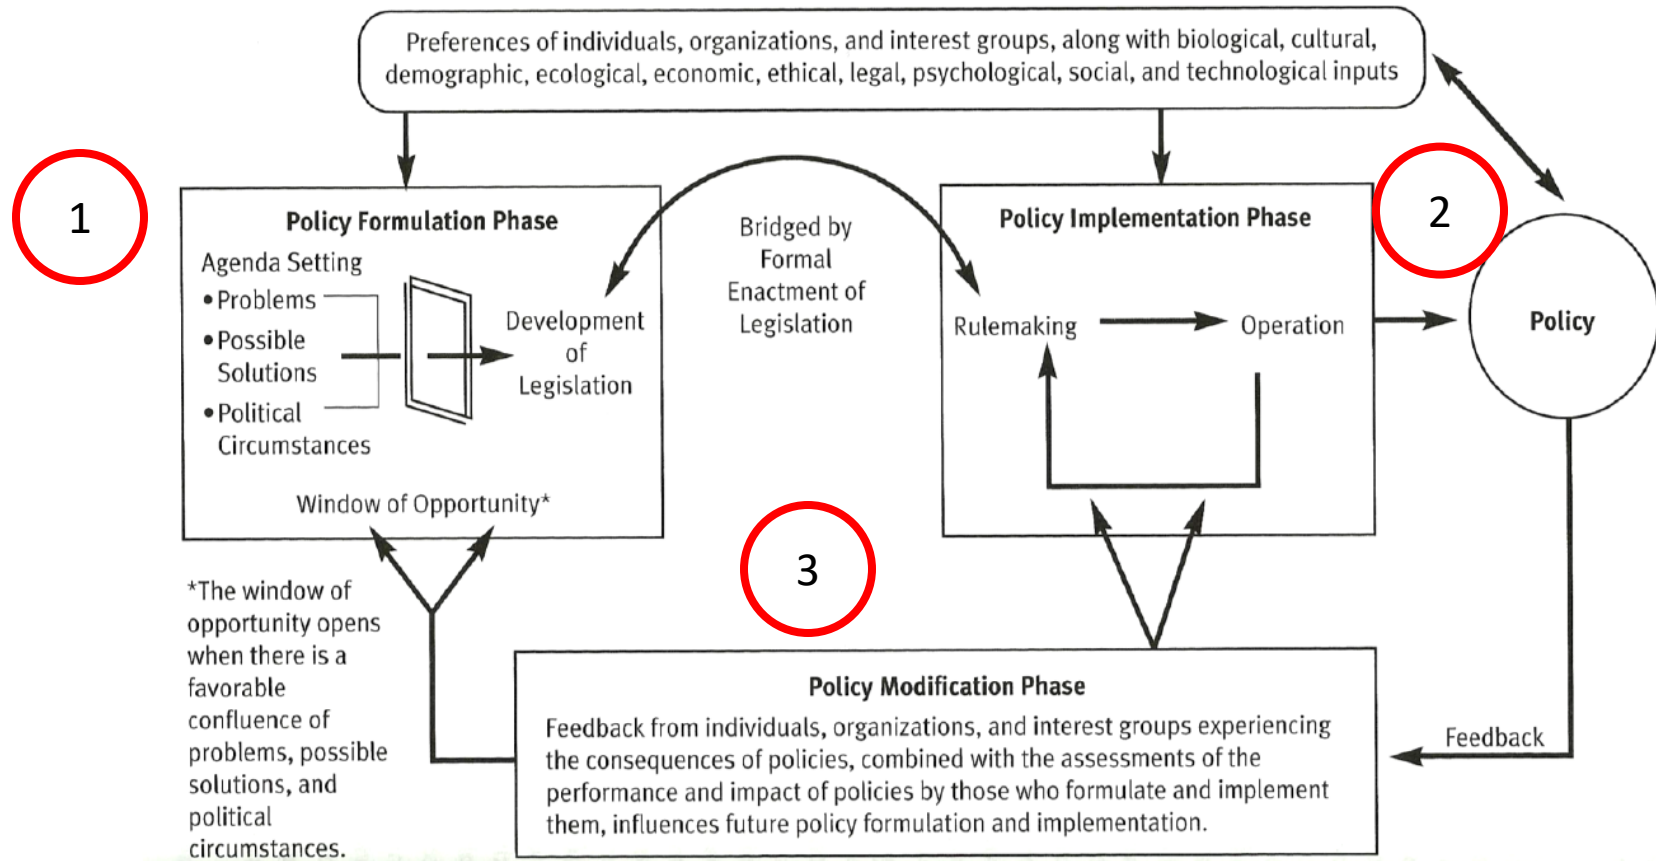 Preferences of individuals, organizations, and interest groups, along with biological, cultural,
demographic, ecological, economic, ethical, legal, psychological, social, and technological inputs
1
Policy Formulation Phase
Agenda Setting
• Problems
• Possible
Solutions
• Political
Circumstances
Development
of
Legislation
Window of Opportunity*
Bridged by
Formal
Enactment of
Legislation
2
Policy Implementation Phase
Rulemaking
Operation
Policy
3
*The window of
opportunity opens
when there is a
favorable
confluence of
problems, possible
solutions, and
political
circumstances.
Policy Modification Phase
Feedback from individuals, organizations, and interest groups experiencing
the consequences of policies, combined with the assessments of the
performance and impact of policies by those who formulate and implement
them, influences future policy formulation and implementation.
Feedback